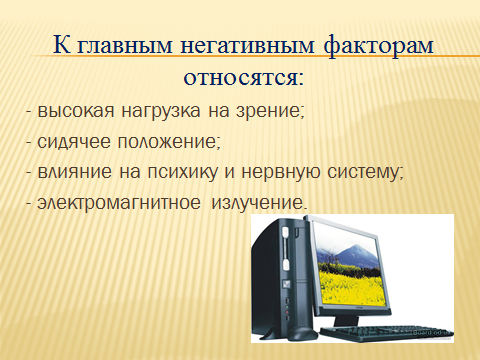 К главным негативным факторам
относятся:
- высокая нагрузка на зрение;
- сидячее положение;
- влияние на психику и нервную систему;
- электромагнитное излучение.